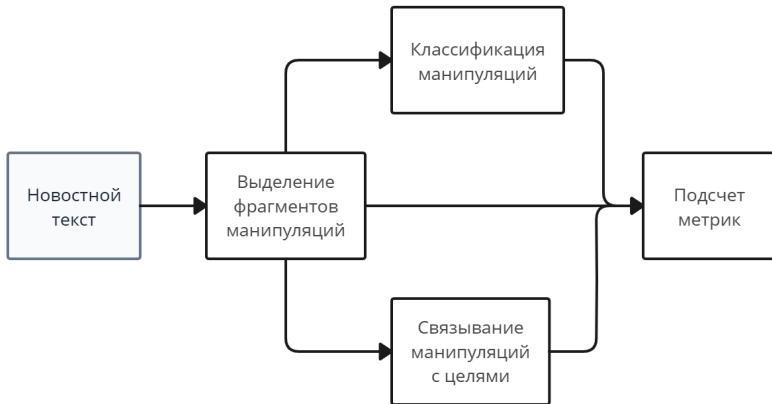 Новостной
текст
Выделение
фрагментов
манипуляций
Классификация
манипуляций
Связывание
манипуляций
с целями
Подсчет
метрик